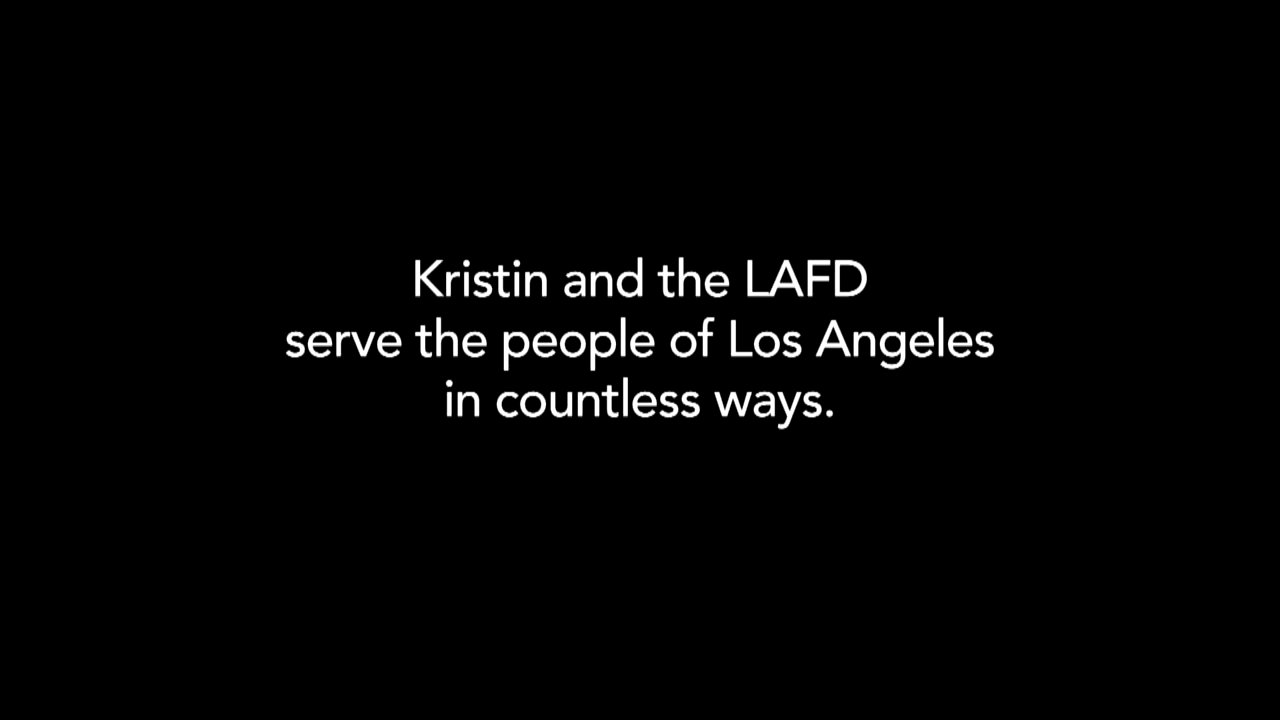 Kristin and the LAFD
serve the people of Los Angeles
in countless ways.